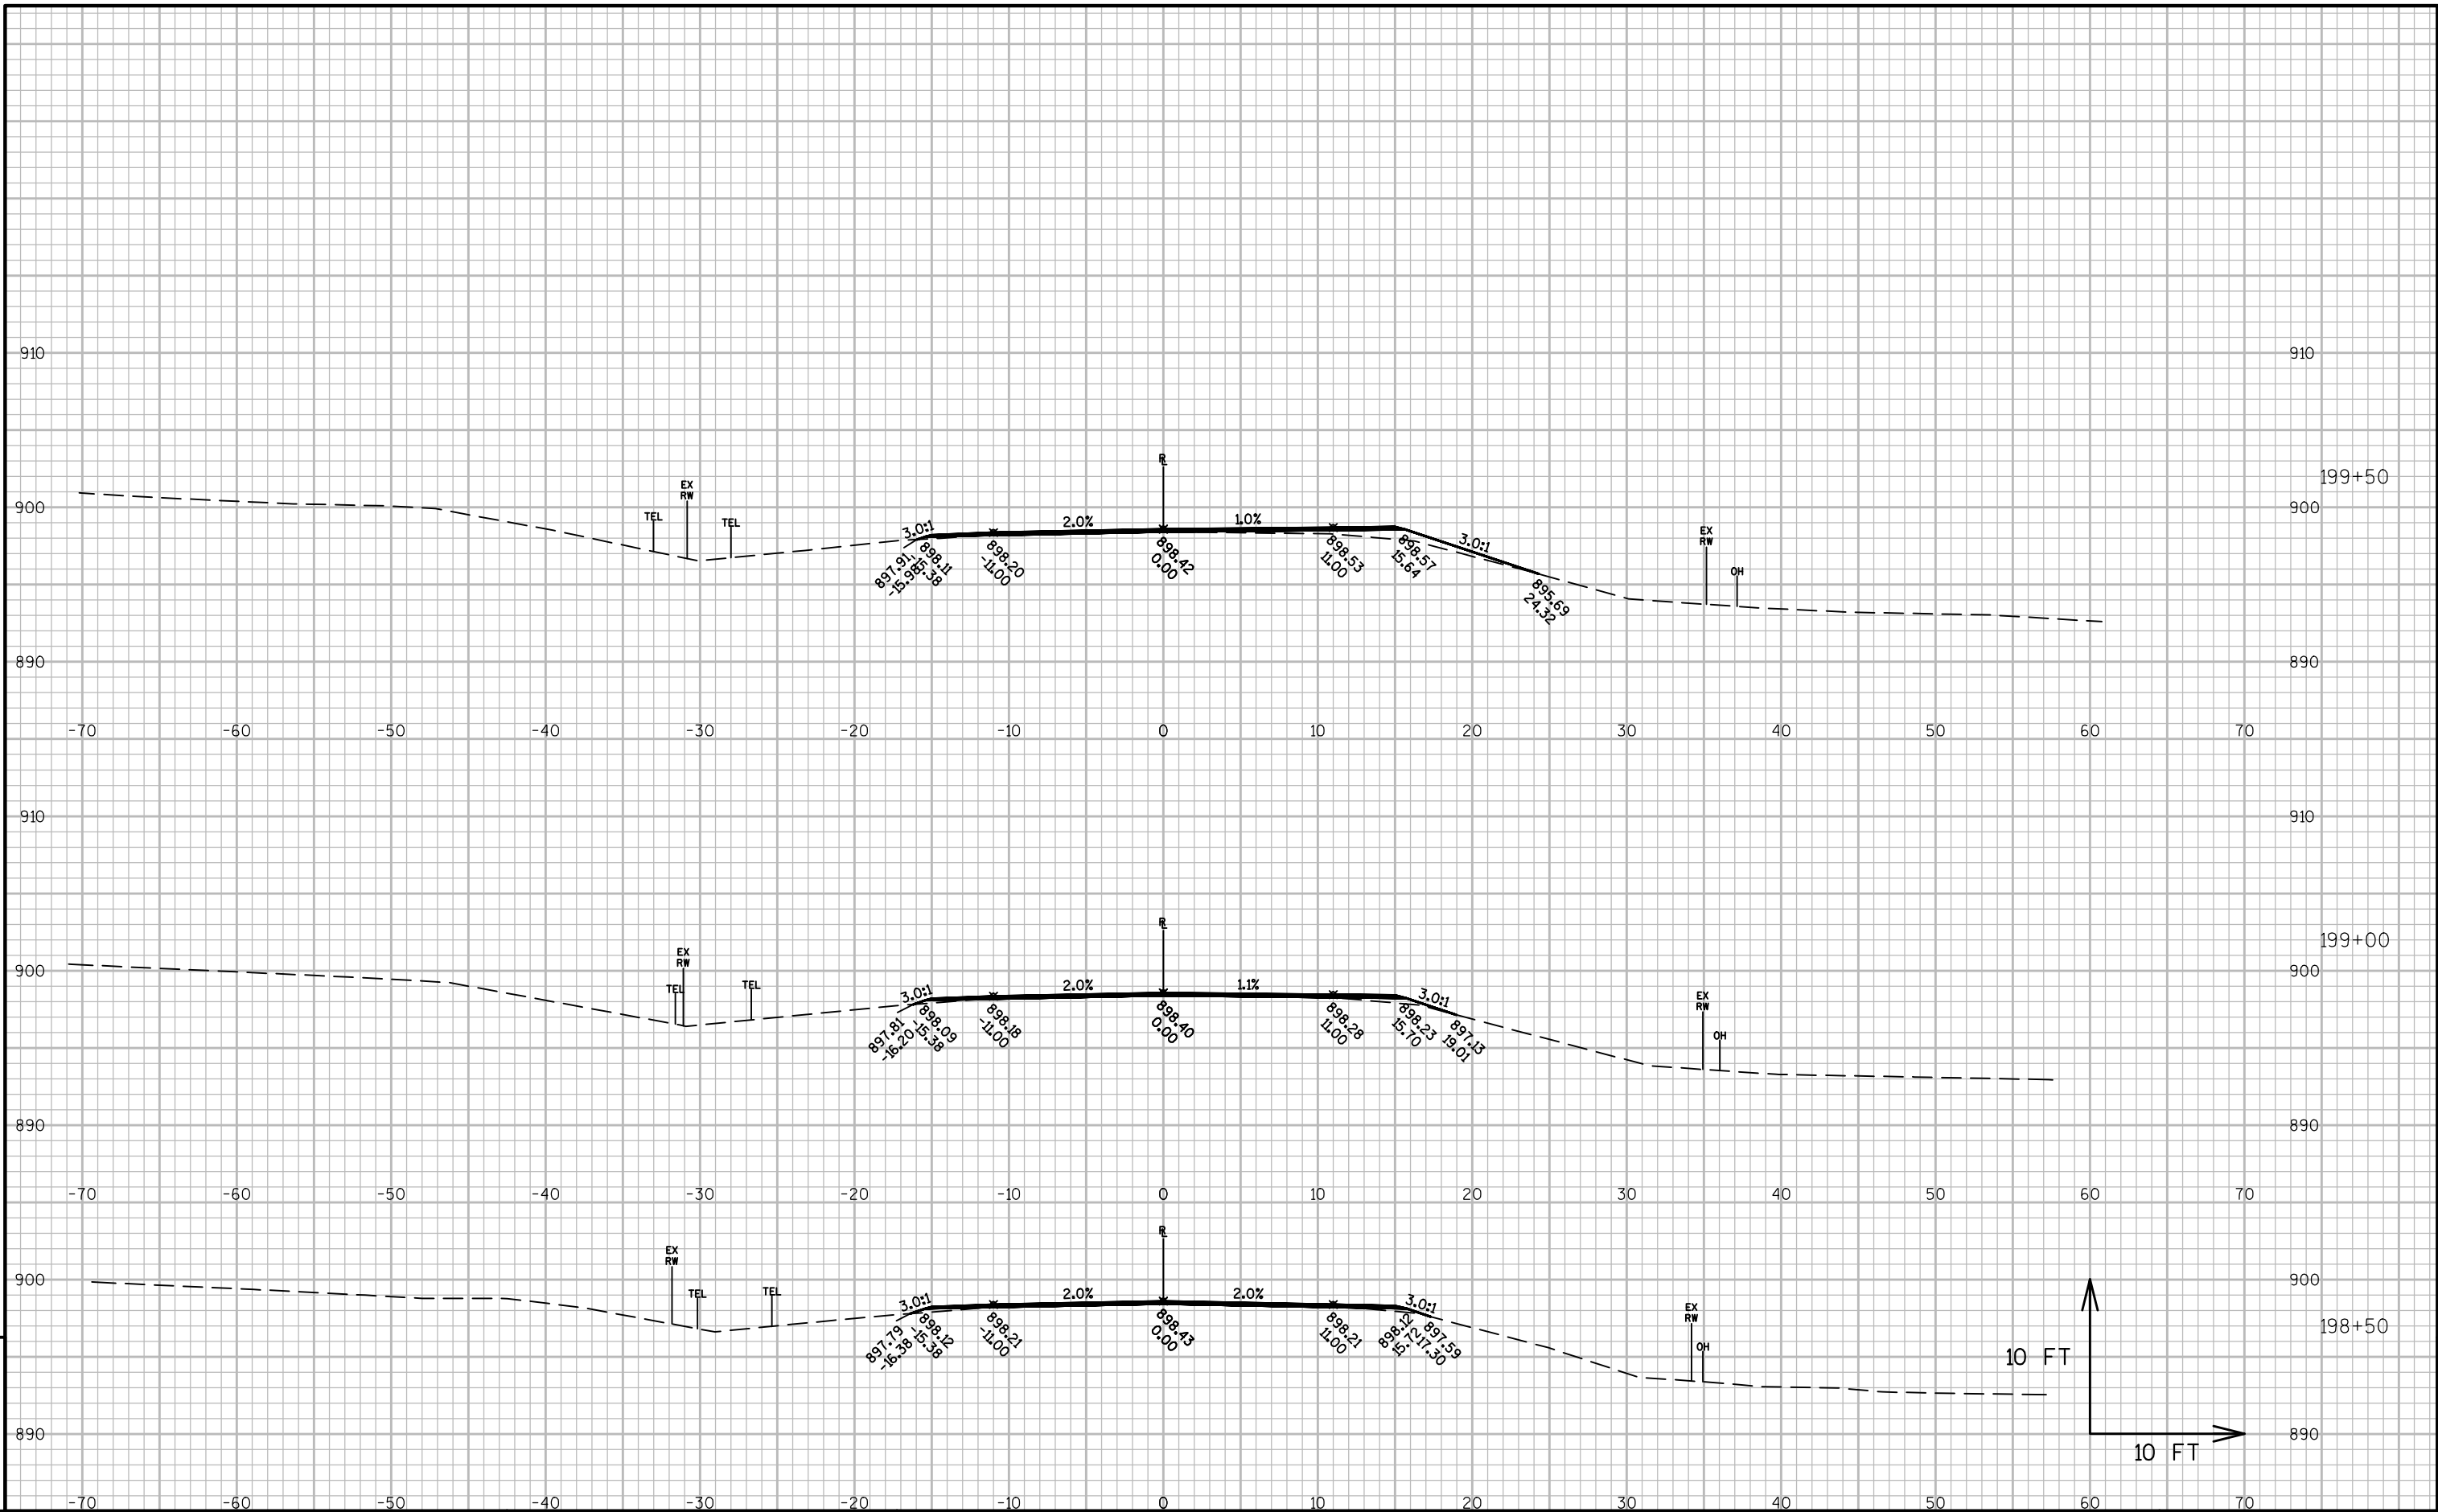 910
910
R
199+50
EX
RW
900
TEL
TEL
3.0:1
2.0%
1.0%
3.0:1
EX
RW
OH
900
897.91
-15.98
898.11
-15.38
898.20
-11.00
898.42
0.00
898.53
11.00
898.57
15.64
895.69
24.32
890
890
-70 -60 -50 -40 -30 -20 -10 0 10 20 30 40 50 60 70
910
910
R
199+00
EX
RW
900
TEL
TEL
3.0:1
2.0%
1.1%
3.0:1
EX
RW
OH
900
897.81
-16.20
898.09
-15.38
898.18
-11.00
898.40
0.00
898.28
11.00
898.23
15.70
897.13
19.01
890
890
-70 -60 -50 -40 -30 -20 -10 0 10 20 30 40 50 60 70
R
EX
RW
900
TEL
TEL
3.0:1
2.0%
2.0%
3.0:1
EX
RW
OH
900
198+50
897.79
-16.38
898.12
-15.38
898.21
-11.00
898.43
0.00
898.21
11.00
898.12
15.72
897.59
17.30
10 FT
890
890
10 FT
-70 -60 -50 -40 -30 -20 -10 0 10 20 30 40 50 60 70